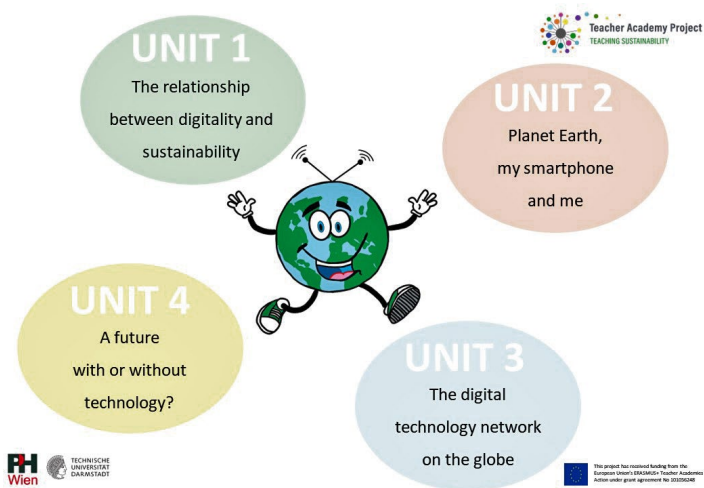 UNIT 1
The relationship
between digitality and
sustainability
Teacher Academy Project
TEACHING SUSTAINABILITY
UNIT 2
Planet Earth,
my smartphone
and me
UNIT 4
A future
with or without
technology?
UNIT 3
The digital
technology network
on the globe
PH
Wien
TECHNISCHE
UNIVERSITÄT
DARMSTADT
This project has received funding from the
European Union's ERASMUS+ Teacher Academies
Action under grant agreement No 101056248